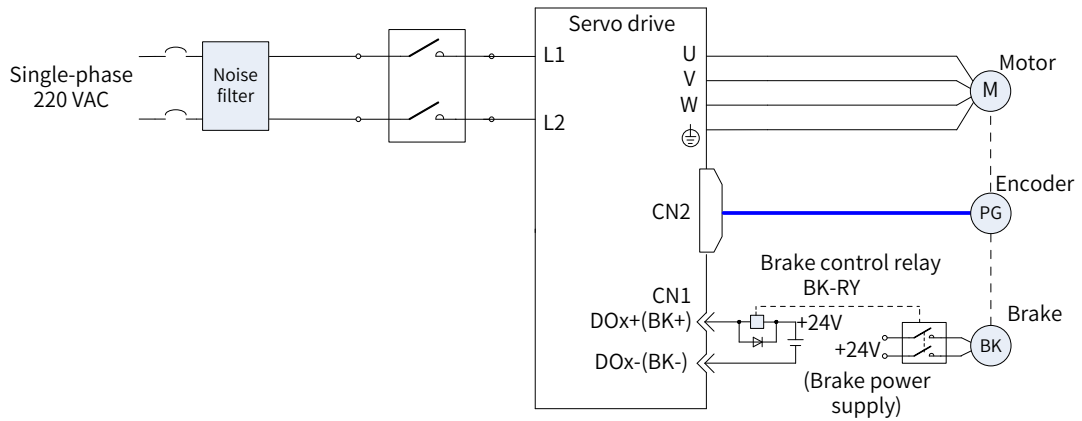 Servo drive
Single-phase
220 VAC
Noise
filter
L1
L2
U
V
W
Motor
M
CN2
Encoder
PG
Brake control relay
BK-RY
CN1
DOx+(BK+)
+24V
DOx-(BK-)
+24V
Brake
BK
(Brake power
supply)